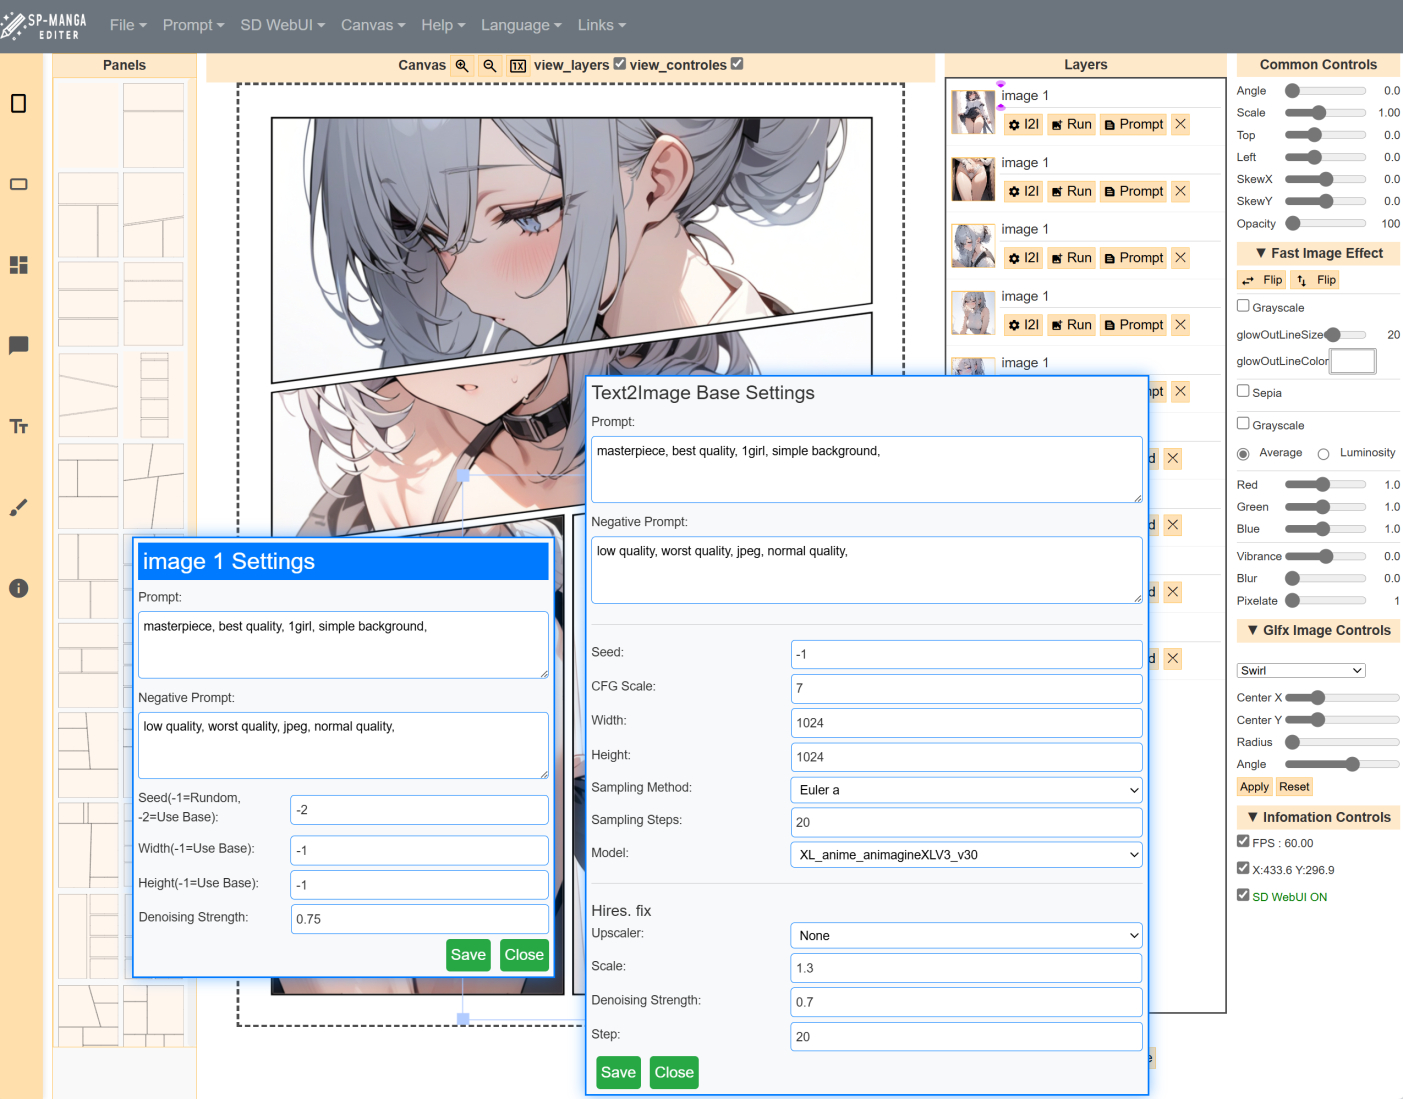 SP-MANGA
EDITER
File Prompt SD WebUI Canvas Help Language Links
Panels
Canvas 1X view_layers view_controles
Layers
image 1
I2I Run Prompt
image 1
I2I Run Prompt
image 1
I2I Run Prompt
image 1
I2I Run Prompt
image 1
pt
d
d
d
d
e
Common Controls
Angle 0.0
Scale 1.00
Top 0.0
Left 0.0
SkewX 0.0
SkewY 0.0
Opacity 100
▼ Fast Image Effect
Flip Flip
Grayscale
glowOutLineSize 20
glowOutLineColor
Sepia
Grayscale
Average Luminosity
Red 1.0
Green 1.0
Blue 1.0
Vibrance 0.0
Blur 0.0
Pixelate 1
▼ Glfx Image Controls
Swirl
Center X
Center Y
Radius
Angle
Apply Reset
▼ Infomation Controls
FPS : 60.00
X:433.6 Y:296.9
SD WebUI ON
Text2Image Base Settings
Prompt:
masterpiece, best quality, 1girl, simple background,
Negative Prompt:
low quality, worst quality, jpeg, normal quality,
Seed: -1
CFG Scale: 7
Width: 1024
Height: 1024
Sampling Method: Euler a
Sampling Steps: 20
Model: XL_anime_animagineXLV3_v30
Hires. fix
Upscaler: None
Scale: 1.3
Denoising Strength: 0.7
Step: 20
Save Close
image 1 Settings
Prompt:
masterpiece, best quality, 1girl, simple background,
Negative Prompt:
low quality, worst quality, jpeg, normal quality,
Seed(-1=Rundom,
-2=Use Base): -2
Width(-1=Use Base): -1
Height(-1=Use Base): -1
Denoising Strength: 0.75
Save Close